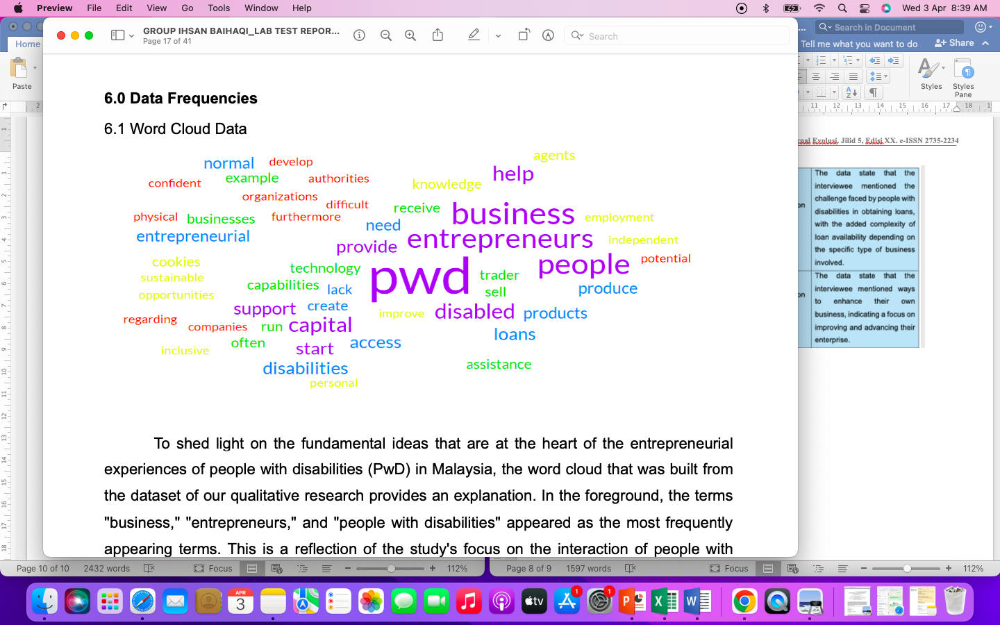 Preview File Edit View Go Tools Window Help
Wed 3 Apr 8:39 AM
GROUP IHSAN BAIHAQI_LAB TEST REPOR...
Page 17 of 41
Search
Search in Document
Home
Tell me what you want to do
Share
Paste
Styles
Styles Pane
6.0 Data Frequencies
6.1 Word Cloud Data
agents
normal develop
help
confident example authorities
knowledge
organizations
difficult
receive business
physical businesses furthermore
employment
need
entrepreneurial
entrepreneurs independent
provide
potential
cookies
technology
people
sustainable
pwd trader
capabilities lack
produce
opportunities
sell
support create
improve disabled products
regarding
companies run capital
loans
often
access
inclusive
start
assistance
disabilities
personal
To shed light on the fundamental ideas that are at the heart of the entrepreneurial
experiences of people with disabilities (PwD) in Malaysia, the word cloud that was built from
the dataset of our qualitative research provides an explanation. In the foreground, the terms
"business," "entrepreneurs," and "people with disabilities" appeared as the most frequently
appearing terms. This is a reflection of the study's focus on the interaction of people with
Evolusi, Jilid 5, Edisi XX. e-ISSN 2735-2234
The data state that the
interviewee mentioned the
challenge faced by people with
disabilities in obtaining loans,
with the added complexity of
loan availability depending on
the specific type of business
involved.
The data state that the
interviewee mentioned ways
to enhance their own
business, indicating a focus on
improving and advancing their
enterprise.
Page 10 of 10 2432 words Focus 112%
Page 8 of 9 1597 words Focus 112%
APR
3
tv
1
1